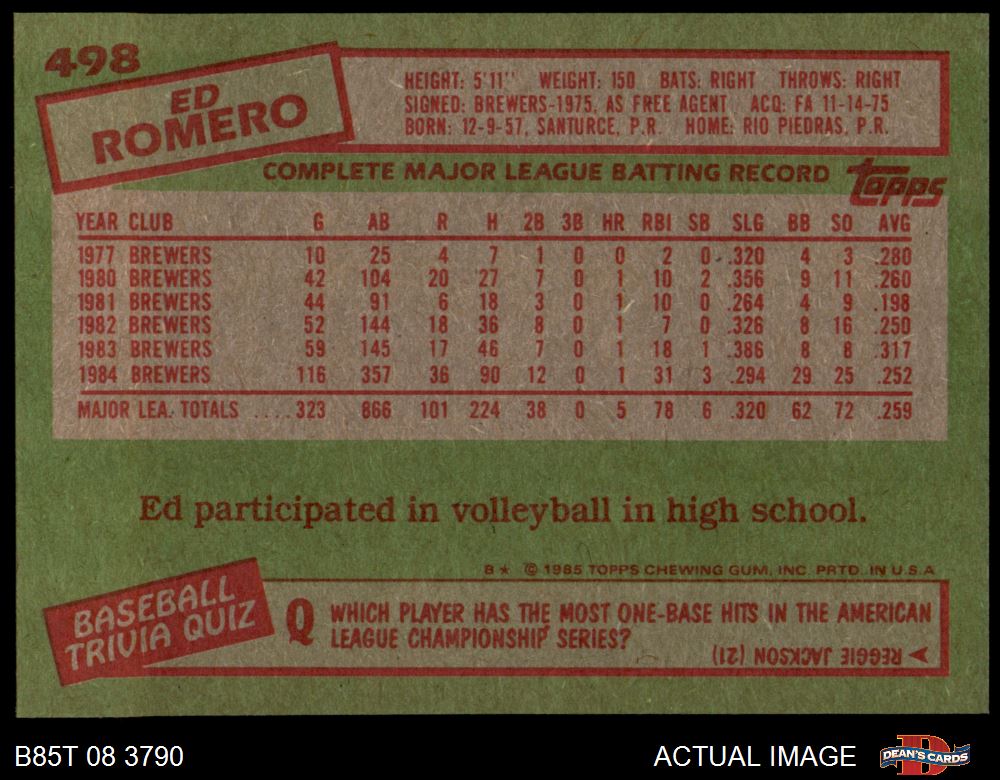 498
ED
ROMERO
HEIGHT: 5'11" WEIGHT: 150 BATS: RIGHT THROWS: RIGHT
SIGNED: BREWERS-1975, AS FREE AGENT ACQ: FA 11-14-75
BORN: 12-9-57, SANTURCE, P.R. HOME: RIO PIEDRAS, P.R.
COMPLETE MAJOR LEAGUE BATTING RECORD
topps
YEAR CLUB G AB R H 2B 3B HR RBI SB SLG BB SO AVG
1977 BREWERS 10 25 4 7 1 0 0 2 0 .320 4 3 .280
1980 BREWERS 42 104 20 27 7 0 1 10 2 .356 9 11 .260
1981 BREWERS 44 91 6 18 3 0 1 10 0 .264 4 9 .198
1982 BREWERS 52 144 18 36 8 0 1 7 0 .326 8 16 .250
1983 BREWERS 59 145 17 46 7 0 1 18 1 .386 8 8 .317
1984 BREWERS 116 357 36 90 12 0 1 31 3 .294 29 25 .252
MAJOR LEA. TOTALS ....323 866 101 224 38 0 5 78 6 .320 62 72 .259
Ed participated in volleyball in high school.
8★ © 1985 TOPPS CHEWING GUM, INC. PRTD. IN U.S.A
BASEBALL
TRIVIA QUIZ
Q WHICH PLAYER HAS THE MOST ONE-BASE HITS IN THE AMERICAN
LEAGUE CHAMPIONSHIP SERIES?
REGGIE JACKSON (21)
B85T 08 3790
ACTUAL IMAGE
D
DEAN'S CARDS